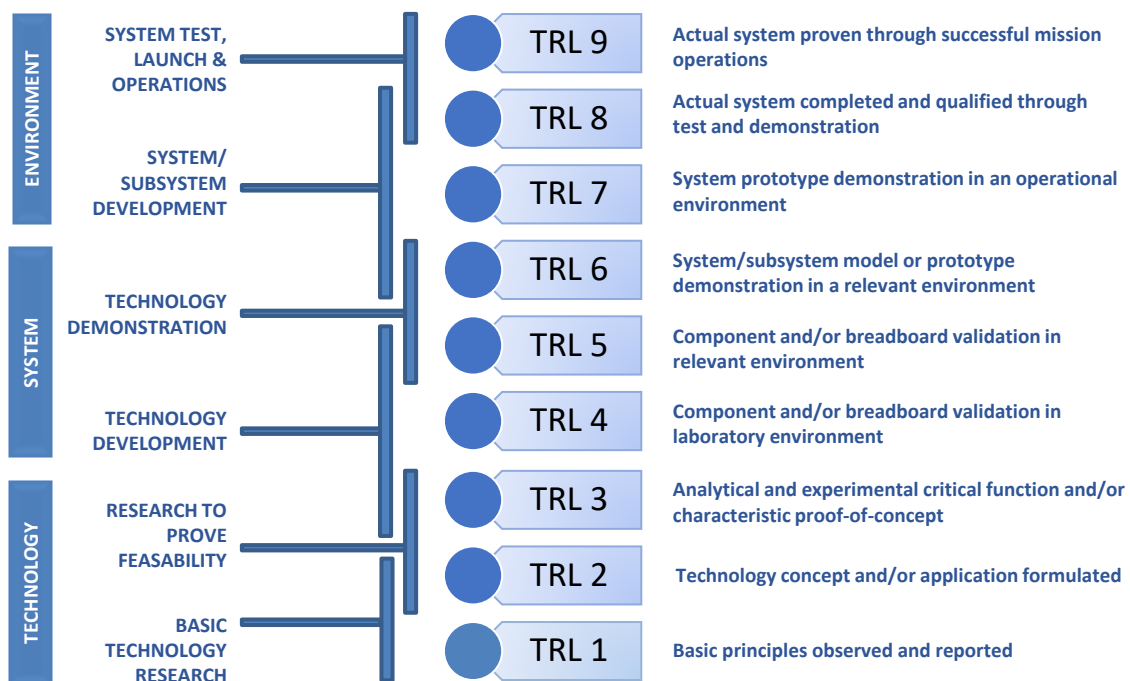 ENVIRONMENT
SYSTEM TEST,
LAUNCH &
OPERATIONS
SYSTEM/
SUBSYSTEM
DEVELOPMENT
SYSTEM
TECHNOLOGY
DEMONSTRATION
TECHNOLOGY
DEVELOPMENT
TECHNOLOGY
RESEARCH TO
PROVE
FEASABILITY
BASIC
TECHNOLOGY
RESEARCH
TRL 9
Actual system proven through successful mission
operations
TRL 8
Actual system completed and qualified through
test and demonstration
TRL 7
System prototype demonstration in an operational
environment
TRL 6
System/subsystem model or prototype
demonstration in a relevant environment
TRL 5
Component and/or breadboard validation in
relevant environment
TRL 4
Component and/or breadboard validation in
laboratory environment
TRL 3
Analytical and experimental critical function and/or
characteristic proof-of-concept
TRL 2
Technology concept and/or application formulated
TRL 1
Basic principles observed and reported